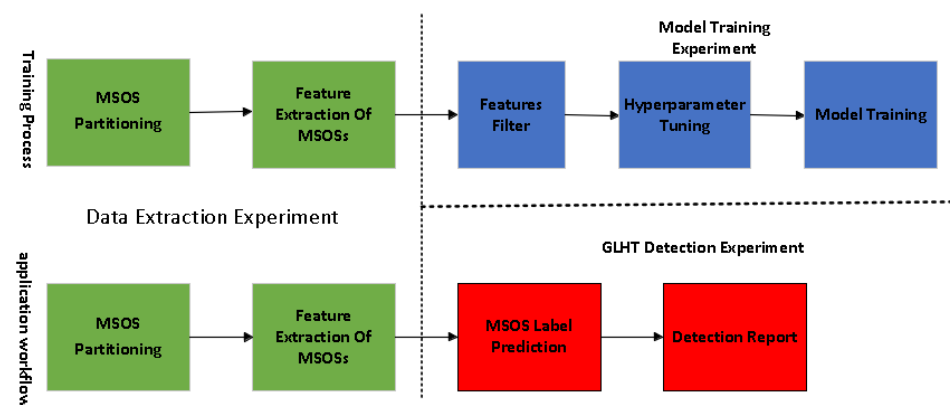 Model Training
Experiment
Training Process
MSOS
Partitioning
Feature
Extraction Of
MSOSs
Features
Filter
Hyperparameter
Tuning
Model Training
Data Extraction Experiment
GLHT Detection Experiment
application workflow
MSOS
Partitioning
Feature
Extraction Of
MSOSs
MSOS Label
Prediction
Detection Report